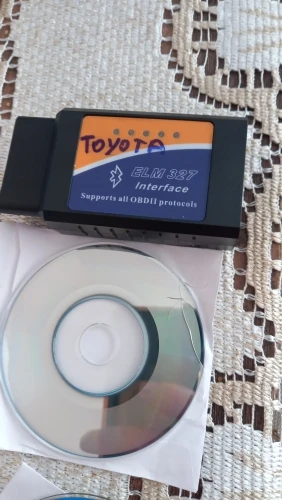 TOYOTA
ELM 327
Interface
Supports all OBDII protocols